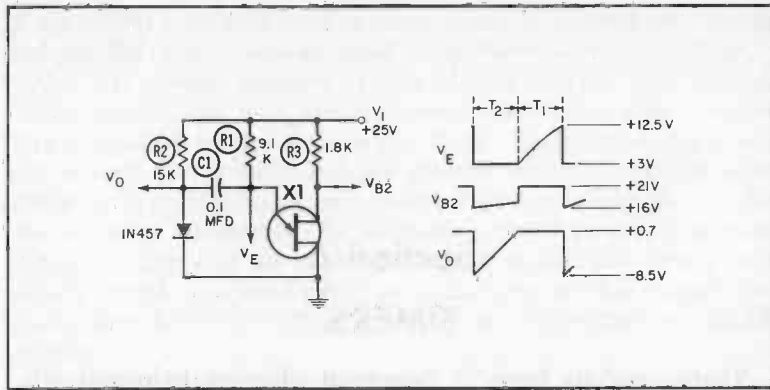 V1
+25V
R2
15K
C1
0.1
MFD
R1
9.1
K
R3
1.8K
X1
VO
VB2
VE
1N457
T2
T1
VE
+12.5V
+3V
VB2
+21V
+16V
VO
+0.7
-8.5V